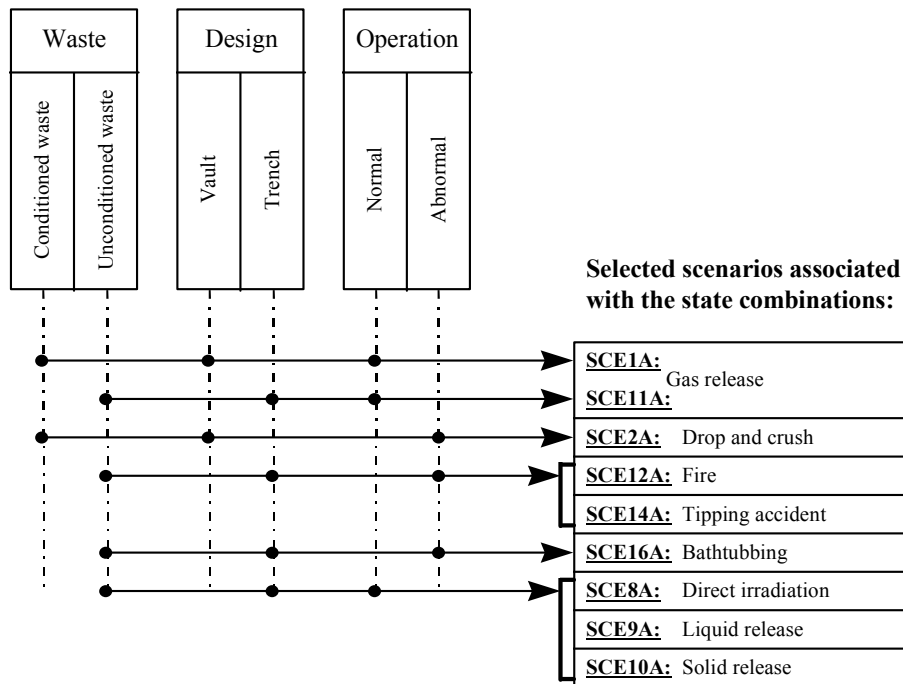 Waste
Design
Operation
Conditioned waste
Unconditioned waste
Vault
Trench
Normal
Abnormal
Selected scenarios associated
with the state combinations:
SCE1A:
Gas release
SCE11A:
SCE2A: Drop and crush
SCE12A: Fire
SCE14A: Tipping accident
SCE16A: Bathtubbing
SCE8A: Direct irradiation
SCE9A: Liquid release
SCE10A: Solid release